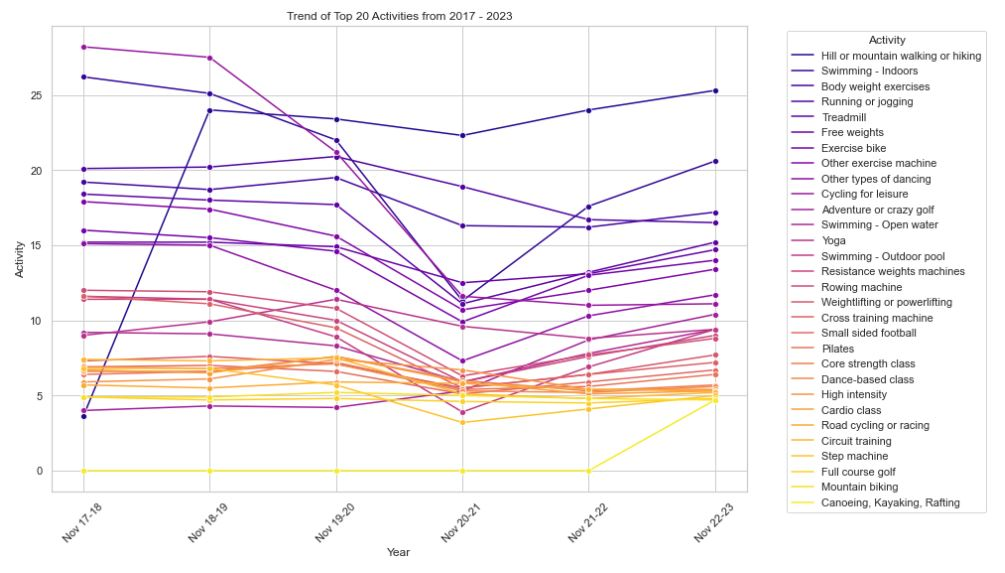 Trend of Top 20 Activities from 2017 - 2023
Activity
25
20
15
10
5
0
Nov 17-18
Nov 18-19
Nov 19-20
Nov 20-21
Nov 21-22
Nov 22-23
Year
Activity
Hill or mountain walking or hiking
Swimming - Indoors
Body weight exercises
Running or jogging
Treadmill
Free weights
Exercise bike
Other exercise machine
Other types of dancing
Cycling for leisure
Adventure or crazy golf
Swimming - Open water
Yoga
Swimming - Outdoor pool
Resistance weights machines
Rowing machine
Weightlifting or powerlifting
Cross training machine
Small sided football
Pilates
Core strength class
Dance-based class
High intensity
Cardio class
Road cycling or racing
Circuit training
Step machine
Full course golf
Mountain biking
Canoeing, Kayaking, Rafting